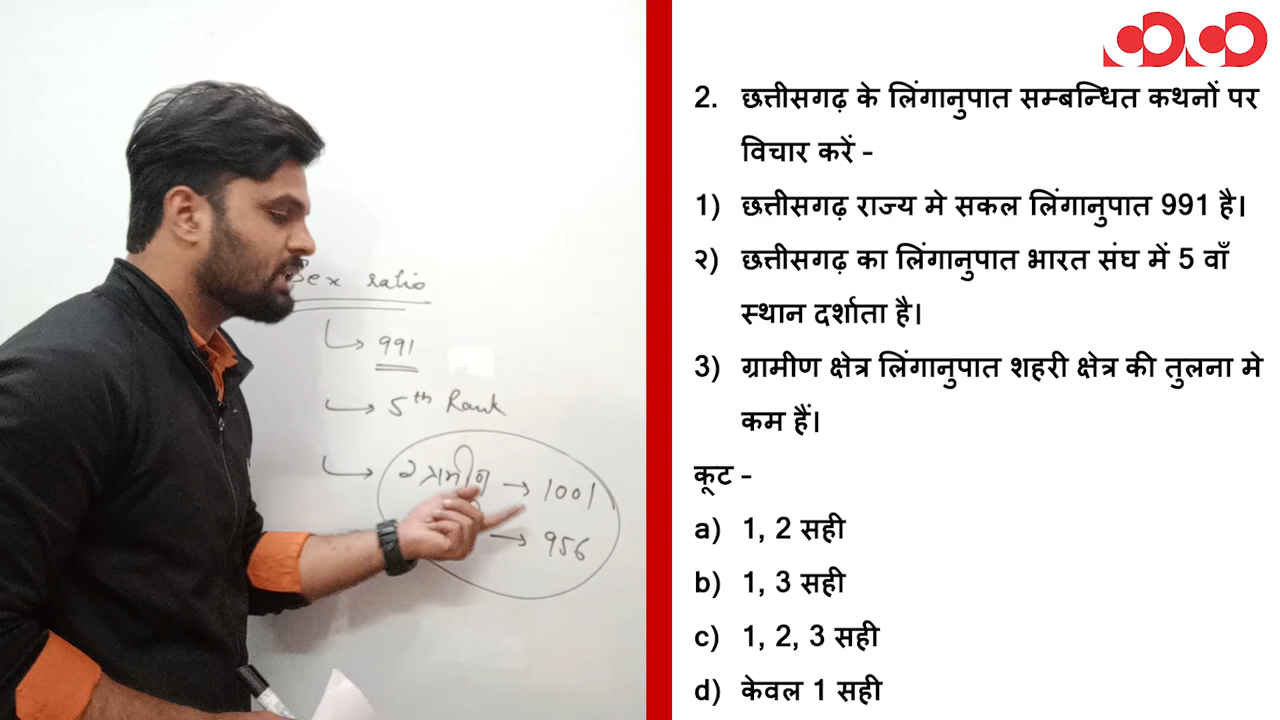 Sex ratio
991
5th Rank
ग्रामीण → 1001
→ 956
2. छत्तीसगढ़ के लिंगानुपात सम्बन्धित कथनों पर
विचार करें -
1) छत्तीसगढ़ राज्य मे सकल लिंगानुपात 991 है।
२) छत्तीसगढ़ का लिंगानुपात भारत संघ में 5 वाँ
स्थान दर्शाता है।
3) ग्रामीण क्षेत्र लिंगानुपात शहरी क्षेत्र की तुलना मे
कम हैं।
कूट -
a) 1, 2 सही
b) 1, 3 सही
c) 1, 2, 3 सही
d) केवल 1 सही